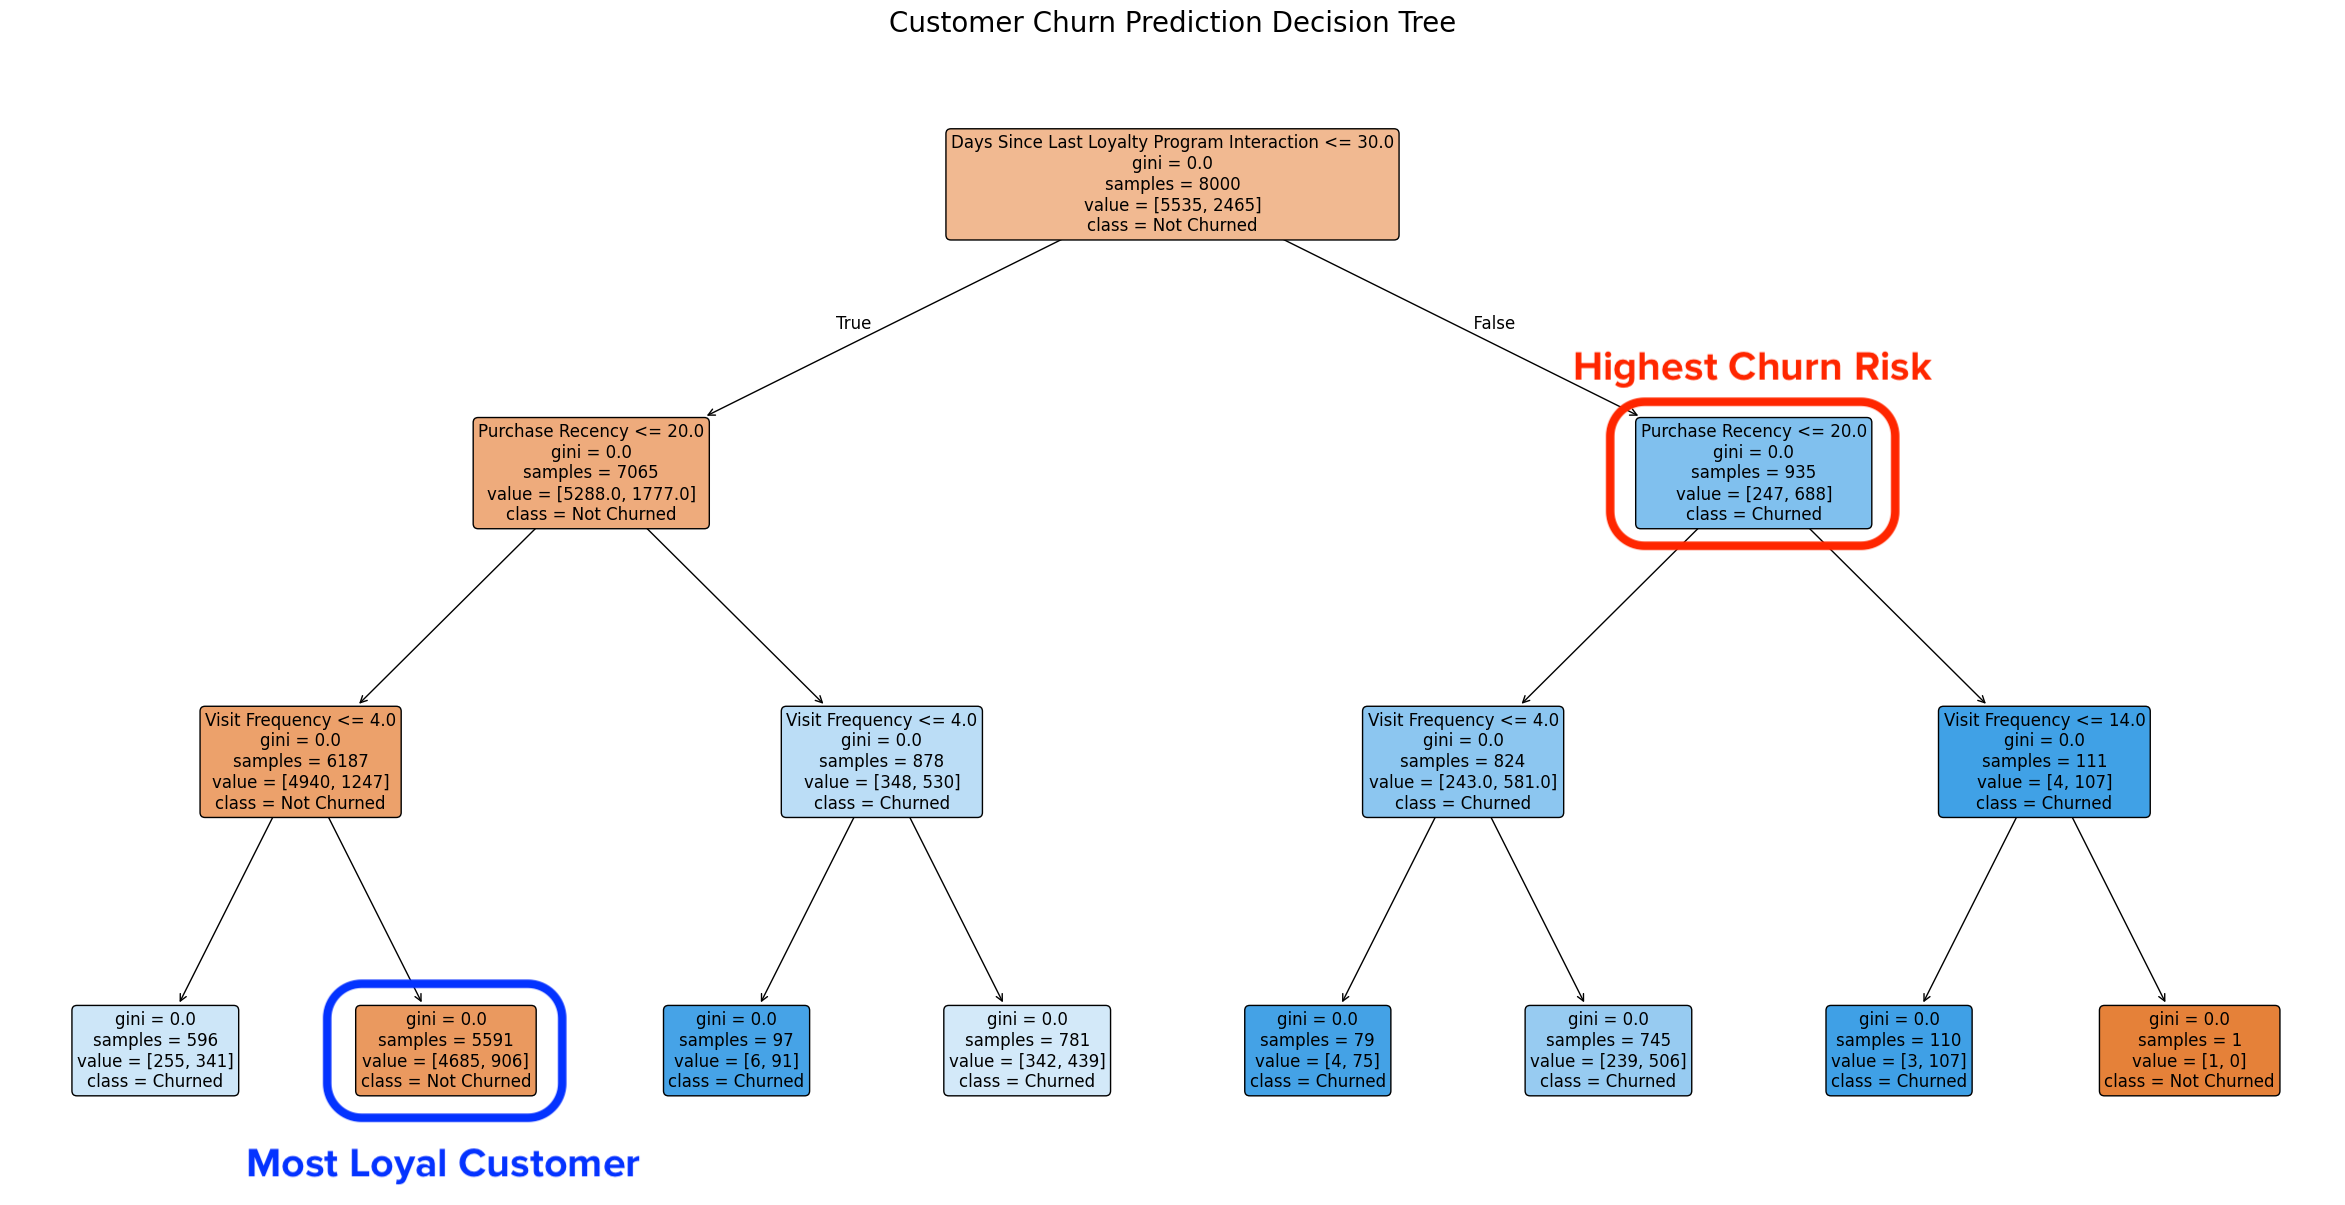 Customer Churn Prediction Decision Tree
Days Since Last Loyalty Program Interaction <= 30.0
gini = 0.0
samples = 8000
value = [5535, 2465]
class = Not Churned
True
False
Highest Churn Risk
Purchase Recency <= 20.0
gini = 0.0
samples = 7065
value = [5288.0, 1777.0]
class = Not Churned
Purchase Recency <= 20.0
gini = 0.0
samples = 935
value = [247, 688]
class = Churned
Visit Frequency <= 4.0
gini = 0.0
samples = 6187
value = [4940, 1247]
class = Not Churned
Visit Frequency <= 4.0
gini = 0.0
samples = 878
value = [348, 530]
class = Churned
Visit Frequency <= 4.0
gini = 0.0
samples = 824
value = [243.0, 581.0]
class = Churned
Visit Frequency <= 14.0
gini = 0.0
samples = 111
value = [4, 107]
class = Churned
gini = 0.0
samples = 596
value = [255, 341]
class = Churned
gini = 0.0
samples = 5591
value = [4685, 906]
class = Not Churned
gini = 0.0
samples = 97
value = [6, 91]
class = Churned
gini = 0.0
samples = 781
value = [342, 439]
class = Churned
gini = 0.0
samples = 79
value = [4, 75]
class = Churned
gini = 0.0
samples = 745
value = [239, 506]
class = Churned
gini = 0.0
samples = 110
value = [3, 107]
class = Churned
gini = 0.0
samples = 1
value = [1, 0]
class = Not Churned
Most Loyal Customer